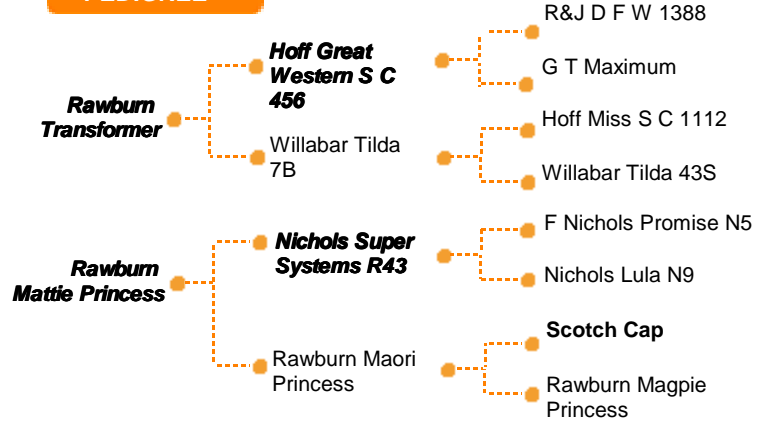 R&J D F W 1388
Hoff Great
Western S C
456
G T Maximum
Rawburn
Transformer
Hoff Miss S C 1112
Willabar Tilda
7B
Willabar Tilda 43S
F Nichols Promise N5
Nichols Super
Systems R43
Rawburn
Mattie Princess
Nichols Lula N9
Scotch Cap
Rawburn Maori
Princess
Rawburn Magpie
Princess